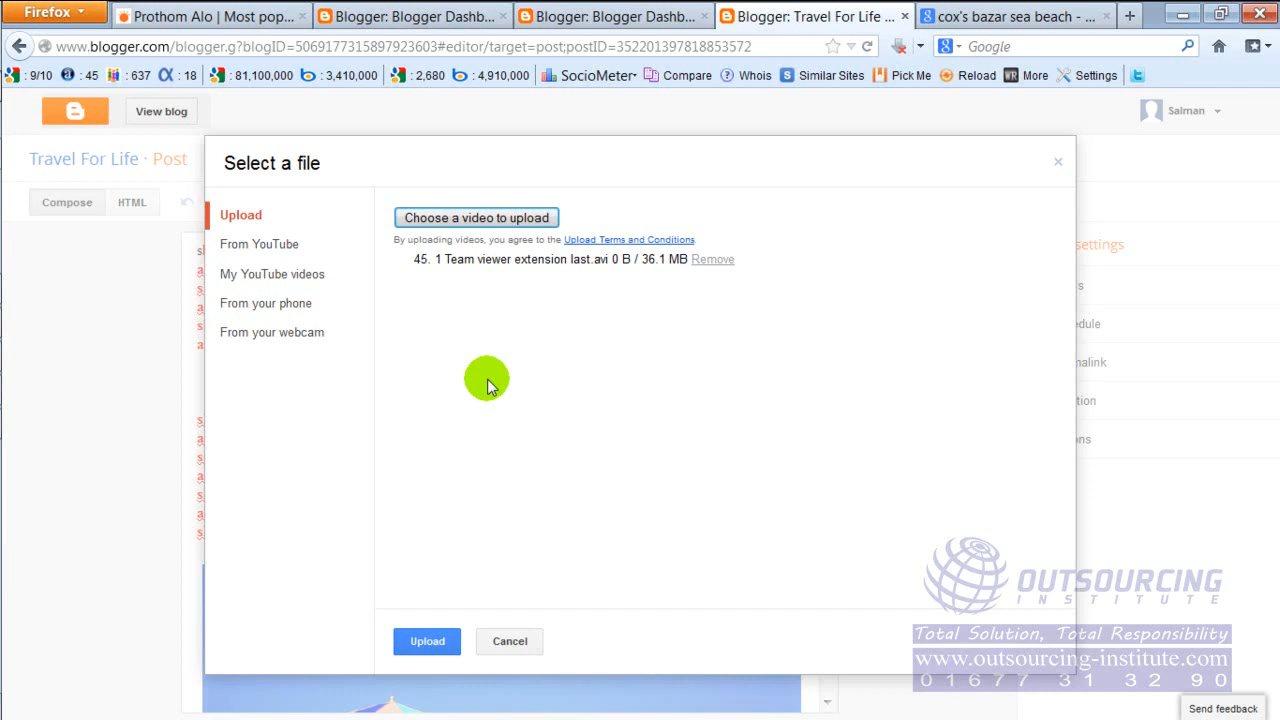 Firefox
Prothom Alo | Most pop...
Blogger: Blogger Dashb...
Blogger: Blogger Dashb...
Blogger: Travel For Life ...
cox's bazar sea beach - ...
www.blogger.com/blogger.g?blogID=5069177315897923603#editor/target=post;postID=352201397818853572
Google
: 9/10 : 45 : 637 : 18 : 81,100,000 : 3,410,000 : 2,680 : 4,910,000 SocioMeter Compare Whois Similar Sites Pick Me Reload More Settings
View blog
Salman
Travel For Life · Post
Select a file
Compose
HTML
Upload
From YouTube
My YouTube videos
From your phone
From your webcam
Choose a video to upload
By uploading videos, you agree to the Upload Terms and Conditions.
45. 1 Team viewer extension last.avi 0 B / 36.1 MB Remove
settings
Upload
Cancel
OUTSOURCING
INSTITUTE
Total Solution, Total Responsibility
www.outsourcing-institute.com
01677 31 32 90
Send feedback